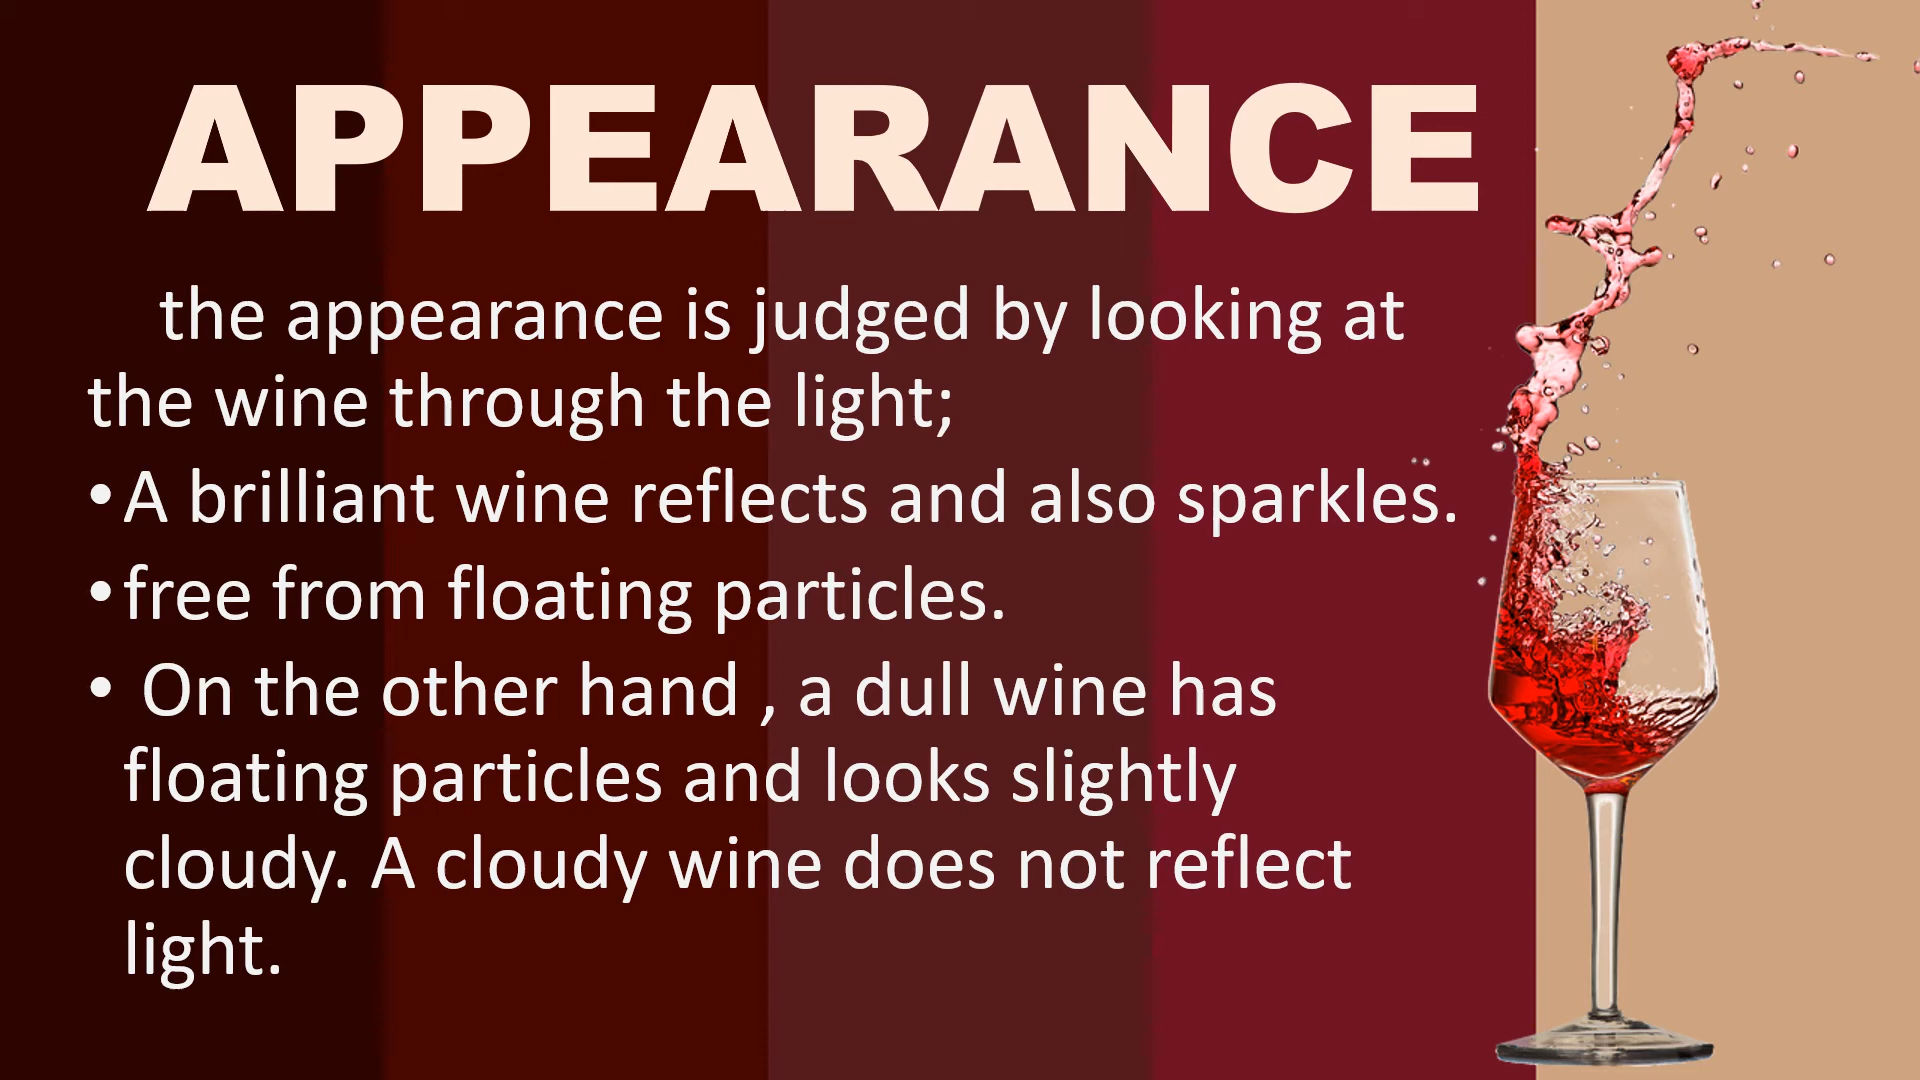 APPEARANCE
the appearance is judged by looking at
the wine through the light;
•A brilliant wine reflects and also sparkles.
•free from floating particles.
• On the other hand , a dull wine has
floating particles and looks slightly
cloudy. A cloudy wine does not reflect
light.